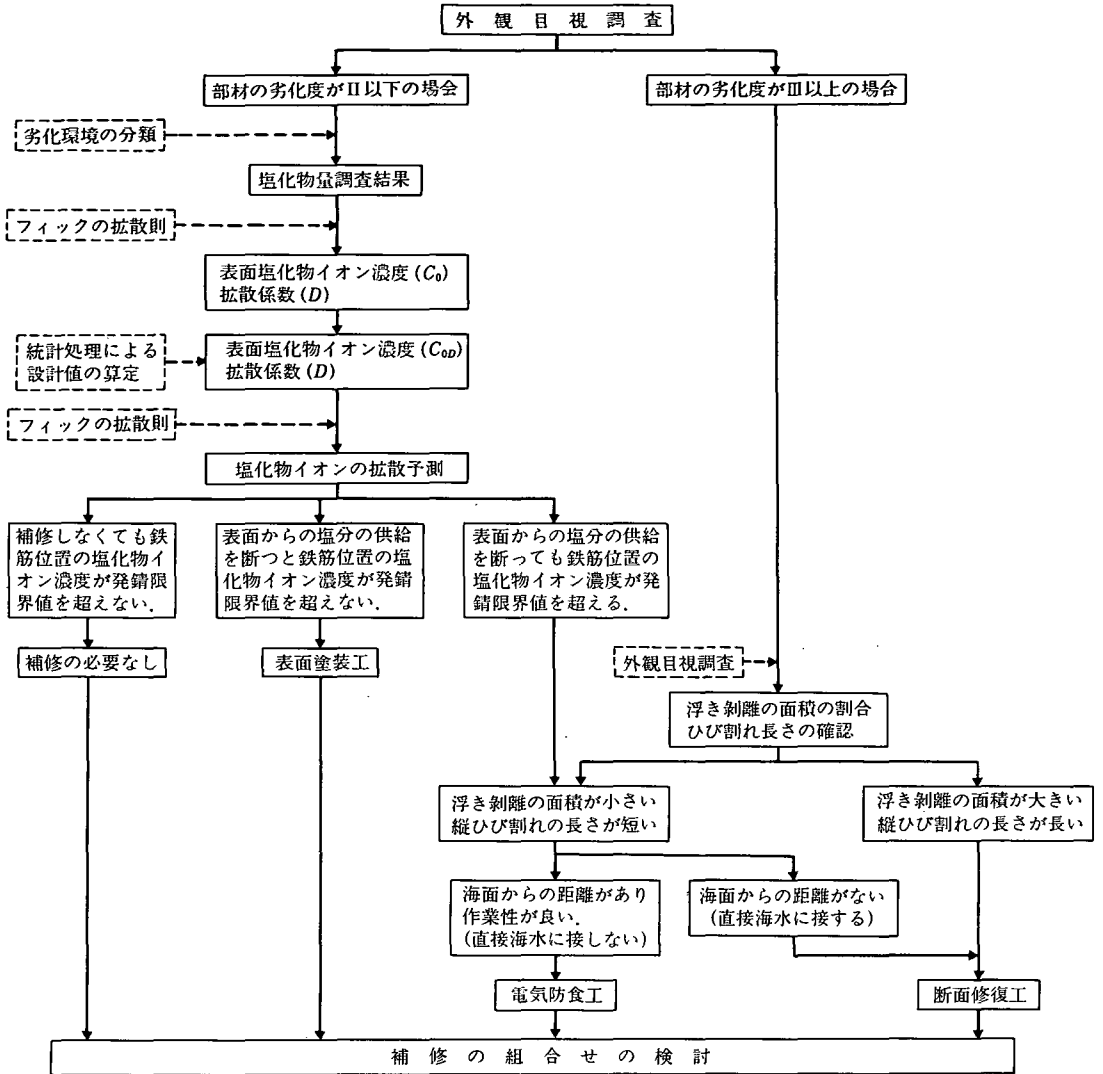 外観目視調査
部材の劣化度がⅡ以下の場会
部材の劣化度がⅢ以上の場合
劣化環境の分類
塩化物量調査結果
フィックの拡散則
表面塩化物イオン濃度(C₀)
拡散係数(D)
統計処理による
設計値の算定
表面塩化物イオン濃度(C₀D)
拡散係数(D)
フィックの拡散則
塩化物イオンの拡散予測
補修しなくても鉄
筋位置の塩化物イ
オン濃度が発錆限
界値を超えない.
表面からの塩分の供給
を断つと鉄筋位置の塩
化物イオン濃度が発錆
限界値を超えない.
表面からの塩分の供給を
断っても鉄筋位置の
塩化物イオン濃度が発
錆限界値を超える.
補修の必要なし
表面塗装工
外観目視調査
浮き剝離の面積の割合
ひび割れ長さの確認
浮き剝離の面積が小さい
縦ひび割れの長さが短い
浮き剝離の面積が大きい
縦ひび割れの長さが長い
海面からの距離があり
作業性が良い.
(直接海水に接しない)
海面からの距離がない
(直接海水に接する)
電気防食工
断面修復工
補修の組合せの検討